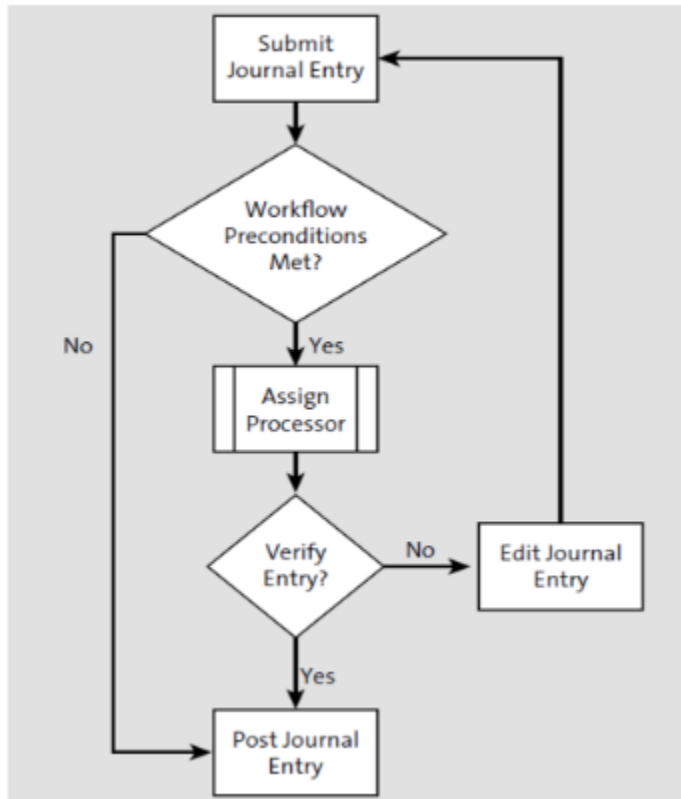 Submit
Journal Entry
Workflow
Preconditions
Met?
No
Yes
Assign
Processor
Verify
Entry?
No
Edit Journal
Entry
Yes
Post Journal
Entry